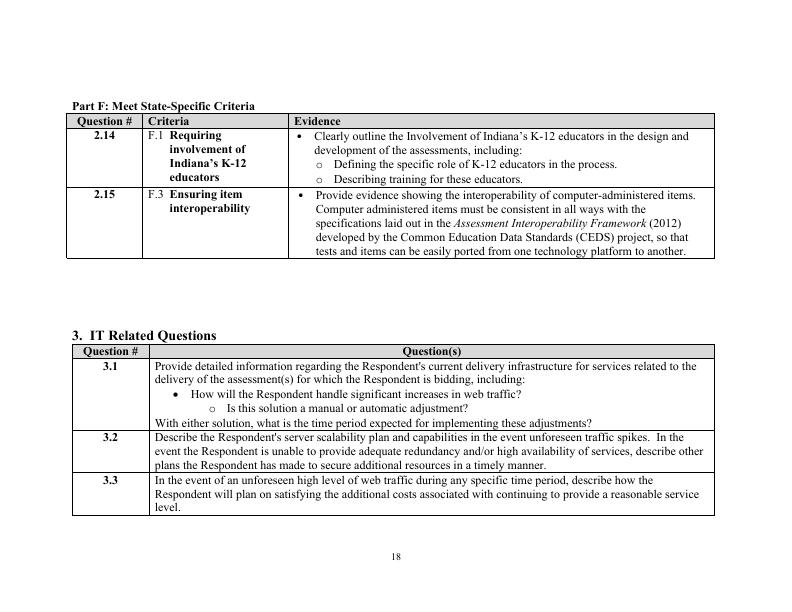 Part F: Meet State-Specific Criteria
Question #
Criteria
Evidence
2.14
F.1 Requiring
involvement of
Indiana's K-12
educators
• Clearly outline the Involvement of Indiana's K-12 educators in the design and
development of the assessments, including:
o Defining the specific role of K-12 educators in the process.
o Describing training for these educators.
2.15
F.3 Ensuring item
interoperability
• Provide evidence showing the interoperability of computer-administered items.
Computer administered items must be consistent in all ways with the
specifications laid out in the Assessment Interoperability Framework (2012)
developed by the Common Education Data Standards (CEDS) project, so that
tests and items can be easily ported from one technology platform to another.
3. IT Related Questions
Question #
Question(s)
3.1
Provide detailed information regarding the Respondent's current delivery infrastructure for services related to the
delivery of the assessment(s) for which the Respondent is bidding, including:
• How will the Respondent handle significant increases in web traffic?
o Is this solution a manual or automatic adjustment?
With either solution, what is the time period expected for implementing these adjustments?
3.2
Describe the Respondent's server scalability plan and capabilities in the event unforeseen traffic spikes. In the
event the Respondent is unable to provide adequate redundancy and/or high availability of services, describe other
plans the Respondent has made to secure additional resources in a timely manner.
3.3
In the event of an unforeseen high level of web traffic during any specific time period, describe how the
Respondent will plan on satisfying the additional costs associated with continuing to provide a reasonable service
level.
18